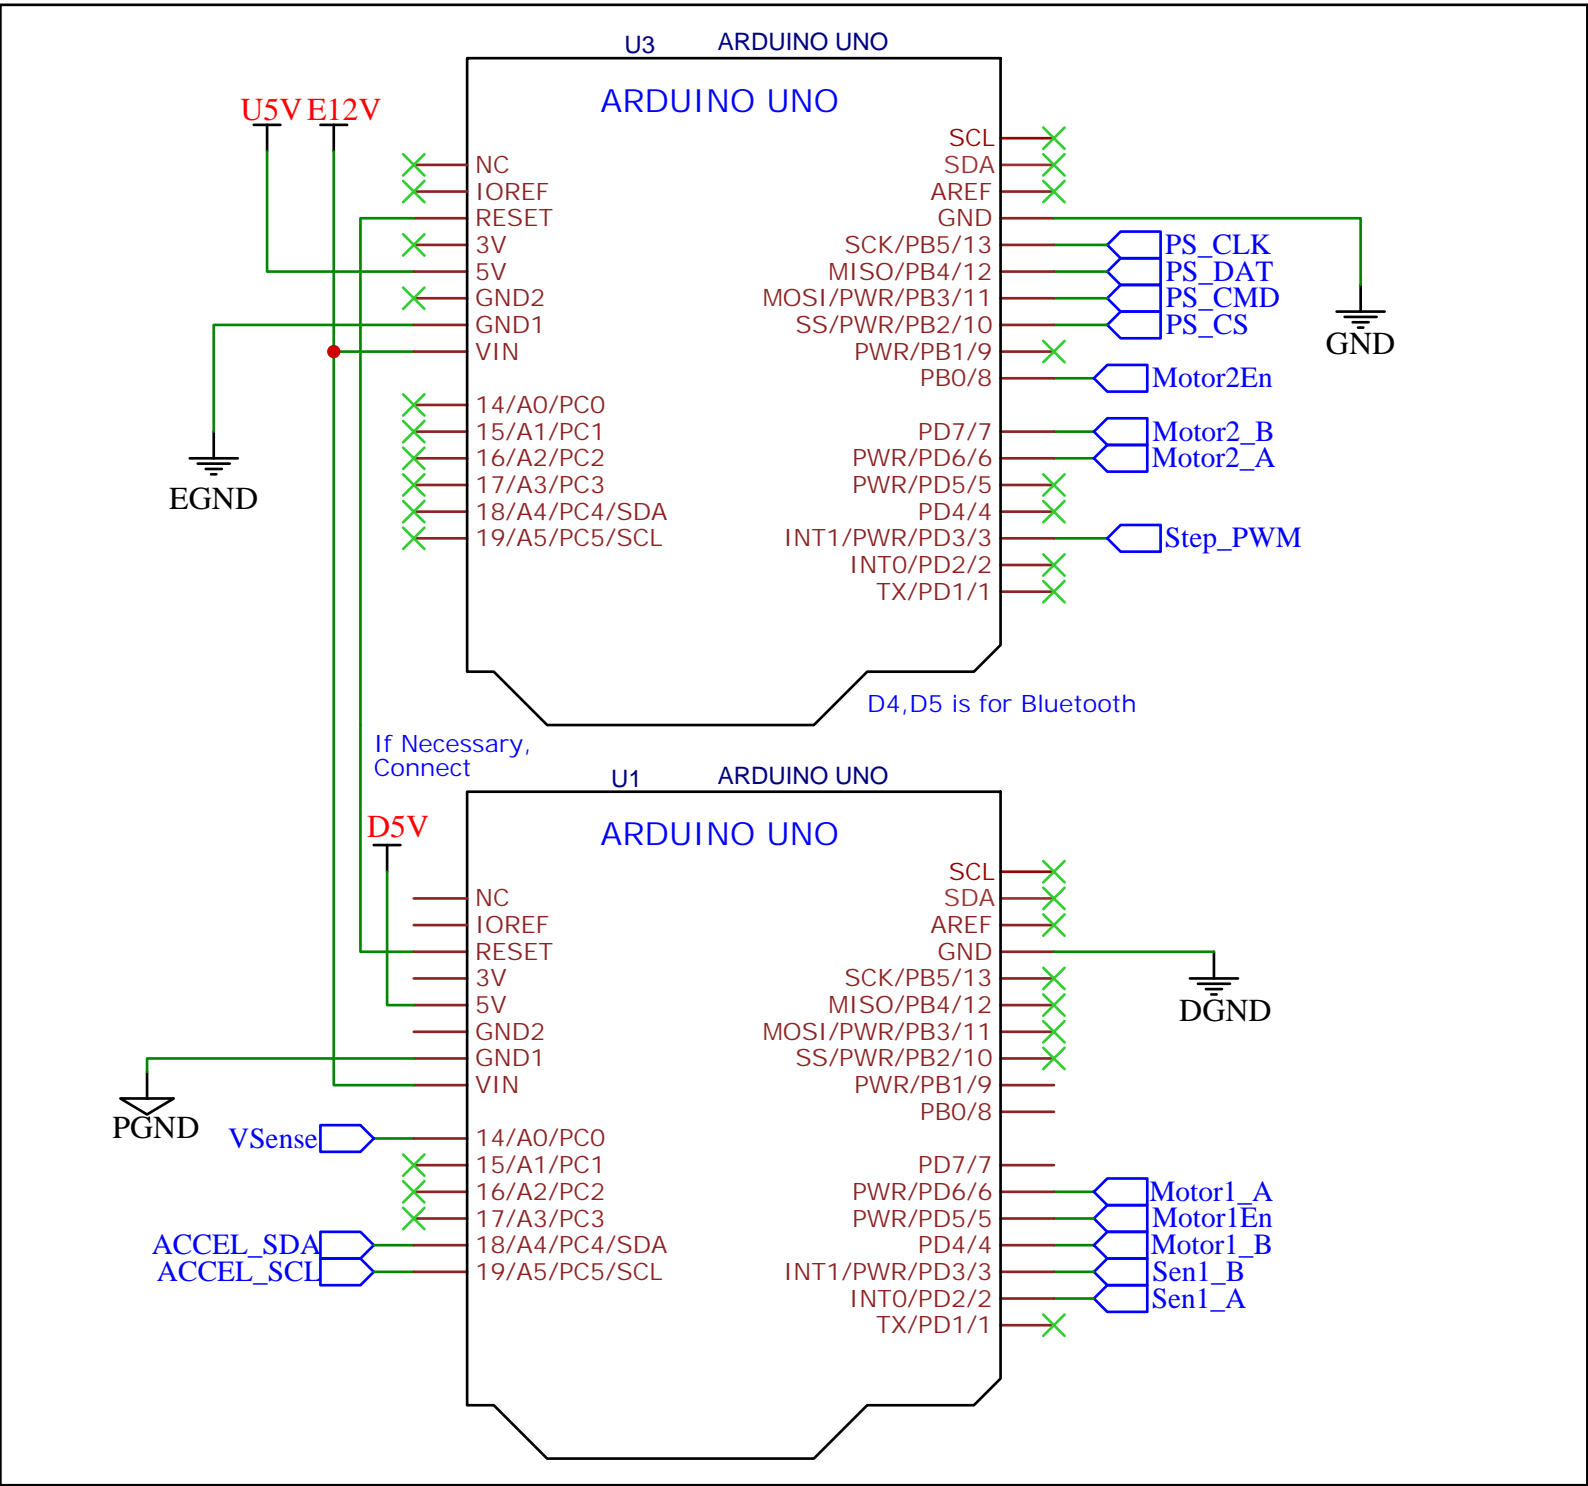 U3 ARDUINO UNO
ARDUINO UNO
U5V E12V
NC
IOREF
RESET
3V
5V
GND2
GND1
VIN
14/A0/PC0
15/A1/PC1
16/A2/PC2
17/A3/PC3
18/A4/PC4/SDA
19/A5/PC5/SCL
EGND
SCL
SDA
AREF
GND
SCK/PB5/13 PS_CLK
MISO/PB4/12 PS_DAT
MOSI/PWR/PB3/11 PS_CMD
SS/PWR/PB2/10 PS_CS
PWR/PB1/9
PB0/8 Motor2En
PD7/7 Motor2_B
PWR/PD6/6 Motor2_A
PWR/PD5/5
PD4/4
INT1/PWR/PD3/3 Step_PWM
INT0/PD2/2
TX/PD1/1
GND
D4,D5 is for Bluetooth
If Necessary,
Connect
U1 ARDUINO UNO
ARDUINO UNO
D5V
NC
IOREF
RESET
3V
5V
GND2
GND1
VIN
PGND
VSense 14/A0/PC0
15/A1/PC1
16/A2/PC2
17/A3/PC3
ACCEL_SDA 18/A4/PC4/SDA
ACCEL_SCL 19/A5/PC5/SCL
SCL
SDA
AREF
GND
SCK/PB5/13
MISO/PB4/12
MOSI/PWR/PB3/11
SS/PWR/PB2/10
PWR/PB1/9
PB0/8
PD7/7
PWR/PD6/6 Motor1_A
PWR/PD5/5 Motor1En
PD4/4 Motor1_B
INT1/PWR/PD3/3 Sen1_B
INT0/PD2/2 Sen1_A
TX/PD1/1
DGND